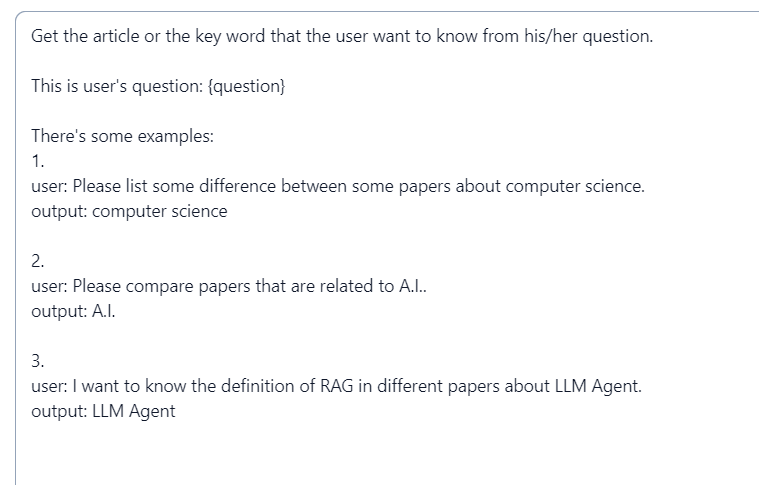 Get the article or the key word that the user want to know from his/her question.
This is user's question: {question}
There's some examples:
1.
user: Please list some difference between some papers about computer science.
output: computer science
2.
user: Please compare papers that are related to A.I..
output: A.I.
3.
user: I want to know the definition of RAG in different papers about LLM Agent.
output: LLM Agent